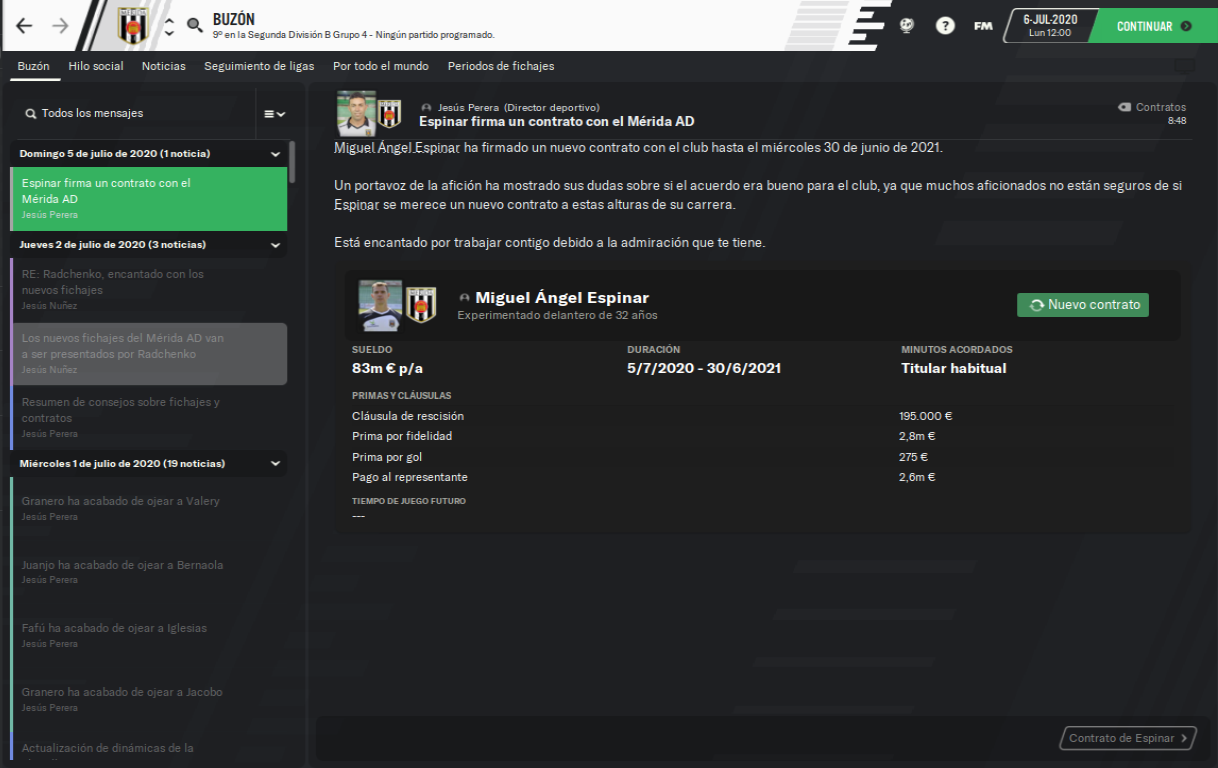 BUZÓN
9º en la Segunda División B Grupo 4 - Ningún partido programado.
?
FM
6-JUL-2020
Lun 12:00
CONTINUAR
Buzón
Hilo social
Noticias
Seguimiento de ligas
Por todo el mundo
Periodos de fichajes
Todos los mensajes
Domingo 5 de julio de 2020 (1 noticia)
Espinar firma un contrato con el
Mérida AD
Jesús Perera
Jueves 2 de julio de 2020 (3 noticias)
RE: Radchenko, encantado con los
nuevos fichajes
Jesús Nuñez
Los nuevos fichajes del Mérida AD van
a ser presentados por Radchenko
Jesús Nuñez
Resumen de consejos sobre fichajes y
contratos
Jesús Perera
Miércoles 1 de julio de 2020 (19 noticias)
Granero ha acabado de ojear a Valery
Jesús Perera
Juanjo ha acabado de ojear a Bernaola
Jesús Perera
Fafú ha acabado de ojear a Iglesias
Jesús Perera
Granero ha acabado de ojear a Jacobo
Jesús Perera
Actualización de dinámicas de la
Jesús Perera (Director deportivo)
Espinar firma un contrato con el Mérida AD
Contratos
8:48
Miguel Ángel Espinar ha firmado un nuevo contrato con el club hasta el miércoles 30 de junio de 2021.
Un portavoz de la afición ha mostrado sus dudas sobre si el acuerdo era bueno para el club, ya que muchos aficionados no están seguros de si
Espinar se merece un nuevo contrato a estas alturas de su carrera.
Está encantado por trabajar contigo debido a la admiración que te tiene.
Miguel Ángel Espinar
Experimentado delantero de 32 años
Nuevo contrato
SUELDO
DURACIÓN
MINUTOS ACORDADOS
83m € p/a
5/7/2020 - 30/6/2021
Titular habitual
PRIMAS Y CLÁUSULAS
Cláusula de rescisión
195.000 €
Prima por fidelidad
2,8m €
Prima por gol
275 €
Pago al representante
2,6m €
TIEMPO DE JUEGO FUTURO
---
Contrato de Espinar